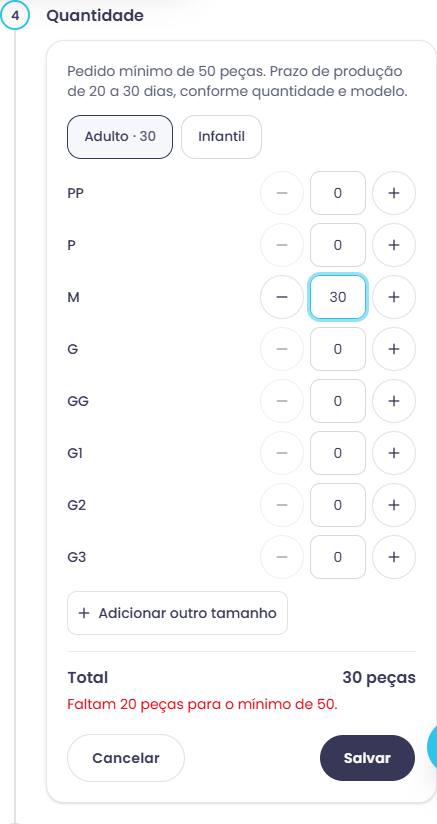 4 Quantidade
Pedido mínimo de 50 peças. Prazo de produção
de 20 a 30 dias, conforme quantidade e modelo.
Adulto · 30 Infantil
PP − 0 +
P − 0 +
M − 30 +
G − 0 +
GG − 0 +
G1 − 0 +
G2 − 0 +
G3 − 0 +
+ Adicionar outro tamanho
Total 30 peças
Faltam 20 peças para o mínimo de 50.
Cancelar Salvar